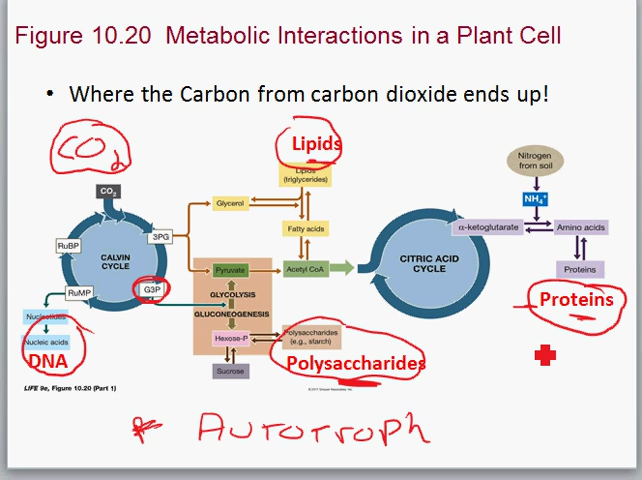 Figure 10.20 Metabolic Interactions in a Plant Cell
• Where the Carbon from carbon dioxide ends up!
CO2
Lipids
Lipids
(triglycerides)
Nitrogen
from soil
CO2
NH4+
Glycerol
3PG
Fatty acids
α-ketoglutarate
Amino acids
RuBP
CALVIN
CYCLE
CITRIC ACID
CYCLE
Pyruvate
Acetyl CoA
Proteins
RuMP
G3P
GLYCOLYSIS
Proteins
Nucleotides
GLUCONEOGENESIS
Nucleic acids
Hexose-P
Polysaccharides
(e.g., starch)
DNA
Polysaccharides
Sucrose
LIFE 9e, Figure 10.20 (Part 1)
* AUTOTROPH